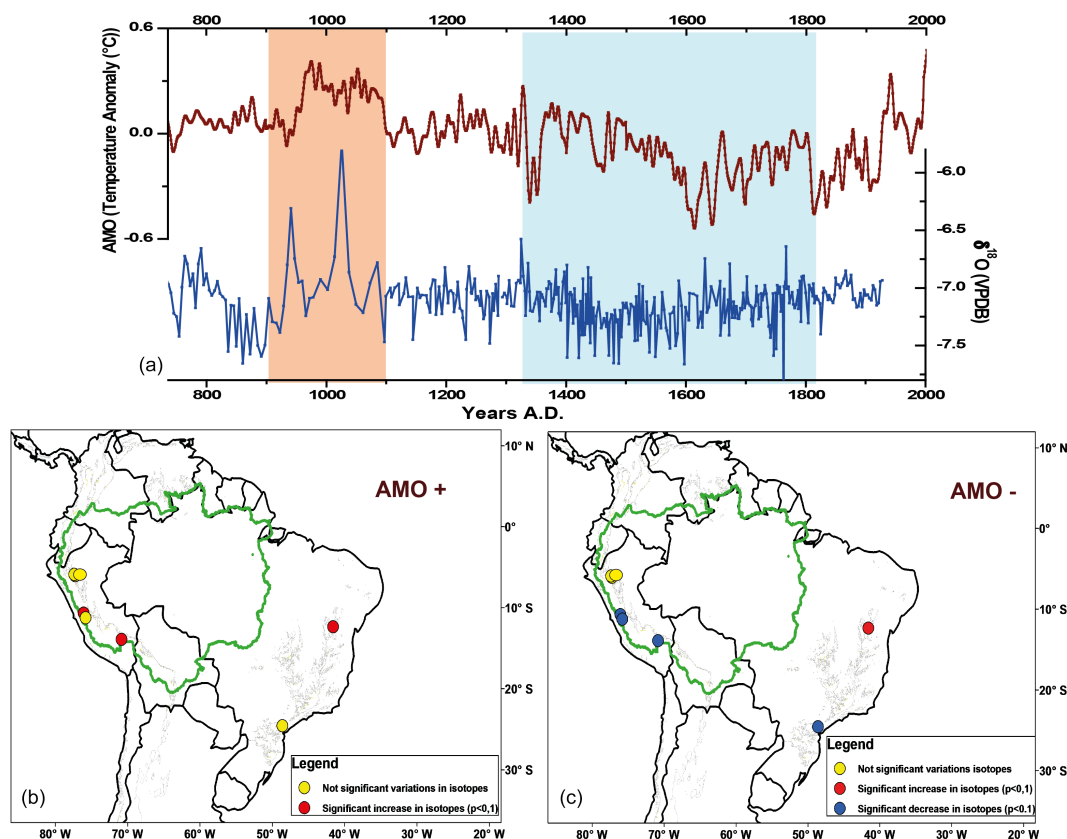 800 1000 1200 1400 1600 1800 2000
0.6
0.0
-0.6
AMO (Temperature Anomaly (°C))
-6.0
-6.5
-7.0
-7.5
δ18O (VPDB)
(a)
800 1000 1200 1400 1600 1800 2000
Years A.D.
AMO +
10° N
0°
10° S
20° S
30° S
Legend
Not significant variations in isotopes
Significant increase in isotopes (p<0,1)
(b)
80° W 70° W 60° W 50° W 40° W 30° W 20° W
AMO -
10° N
0°
10° S
20° S
30° S
Legend
Not significant variations isotopes
Significant increase in isotopes (p<0,1)
Significant decrease in isotopes (p<0.1)
(c)
80° W 70° W 60° W 50° W 40° W 30° W 20° W